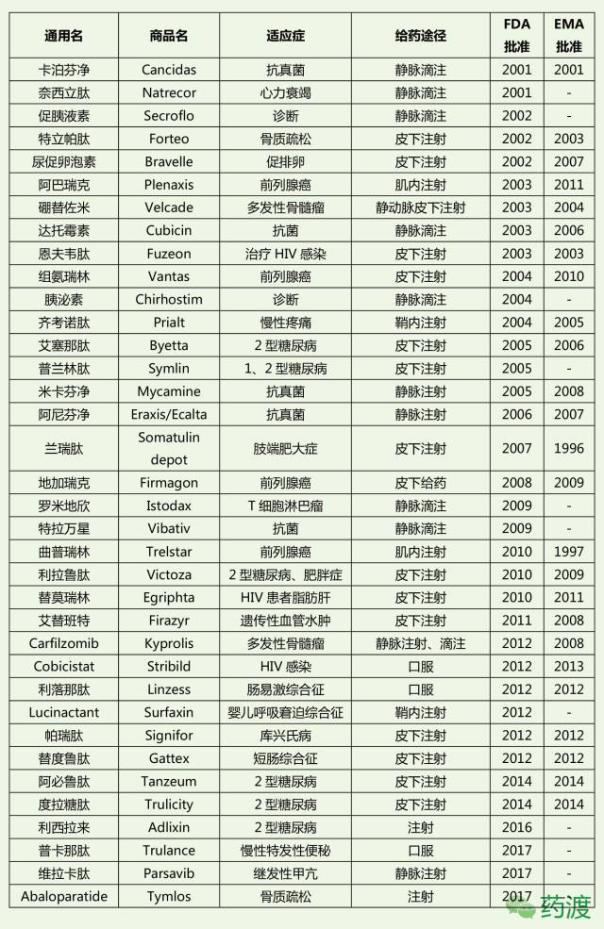 通用名 商品名 适应症 给药途径 FDA 批准 EMA 批准
卡泊芬净 Cancidas 抗真菌 静脉滴注 2001 2001
奈西立肽 Natrecor 心力衰竭 静脉滴注 2001 -
促胰液素 Secroflo 诊断 静脉滴注 2002 -
特立帕肽 Forteo 骨质疏松 皮下注射 2002 2003
尿促卵泡素 Bravelle 促排卵 皮下注射 2002 2007
阿巴瑞克 Plenaxis 前列腺癌 肌内注射 2003 2011
硼替佐米 Velcade 多发性骨髓瘤 静动脉皮下注射 2003 2004
达托霉素 Cubicin 抗菌 静脉滴注 2003 2006
恩夫韦肽 Fuzeon 治疗 HIV 感染 皮下注射 2003 2003
组氨瑞林 Vantas 前列腺癌 皮下注射 2004 2010
胰泌素 Chirhostim 诊断 静脉滴注 2004 -
齐考诺肽 Prialt 慢性疼痛 鞘内注射 2004 2005
艾塞那肽 Byetta 2 型糖尿病 皮下注射 2005 2006
普兰林肽 Symlin 1、2 型糖尿病 皮下注射 2005 -
米卡芬净 Mycamine 抗真菌 静脉注射 2005 2008
阿尼芬净 Eraxis/Ecalta 抗真菌 静脉注射 2006 2007
兰瑞肽 Somatulin depot 肢端肥大症 皮下注射 2007 1996
地加瑞克 Firmagon 前列腺癌 皮下给药 2008 2009
罗米地欣 Istodax T 细胞淋巴瘤 静脉滴注 2009 -
特拉万星 Vibativ 抗菌 静脉滴注 2009 -
曲普瑞林 Trelstar 前列腺癌 肌内注射 2010 1997
利拉鲁肽 Victoza 2 型糖尿病、肥胖症 皮下注射 2010 2009
替莫瑞林 Egriphta HIV 患者脂肪肝 皮下注射 2010 2011
艾替班特 Firazyr 遗传性血管水肿 皮下注射 2011 2008
Carfilzomib Kyprolis 多发性骨髓瘤 静脉注射、滴注 2012 2008
Cobicistat Stribild HIV 感染 口服 2012 2013
利落那肽 Linzess 肠易激综合征 口服 2012 2012
Lucinactant Surfaxin 婴儿呼吸窘迫综合征 鞘内注射 2012 -
帕瑞肽 Signifor 库兴氏病 皮下注射 2012 2012
替度鲁肽 Gattex 短肠综合征 皮下注射 2012 2012
阿必鲁肽 Tanzeum 2 型糖尿病 皮下注射 2014 2014
度拉糖肽 Trulicity 2 型糖尿病 皮下注射 2014 2014
利西拉来 Adlixin 2 型糖尿病 注射 2016 -
普卡那肽 Trulance 慢性特发性便秘 口服 2017 -
维拉卡肽 Parsavib 继发性甲亢 静脉注射 2017 -
Abaloparatide Tymlos 骨质疏松 注射 2017
药渡